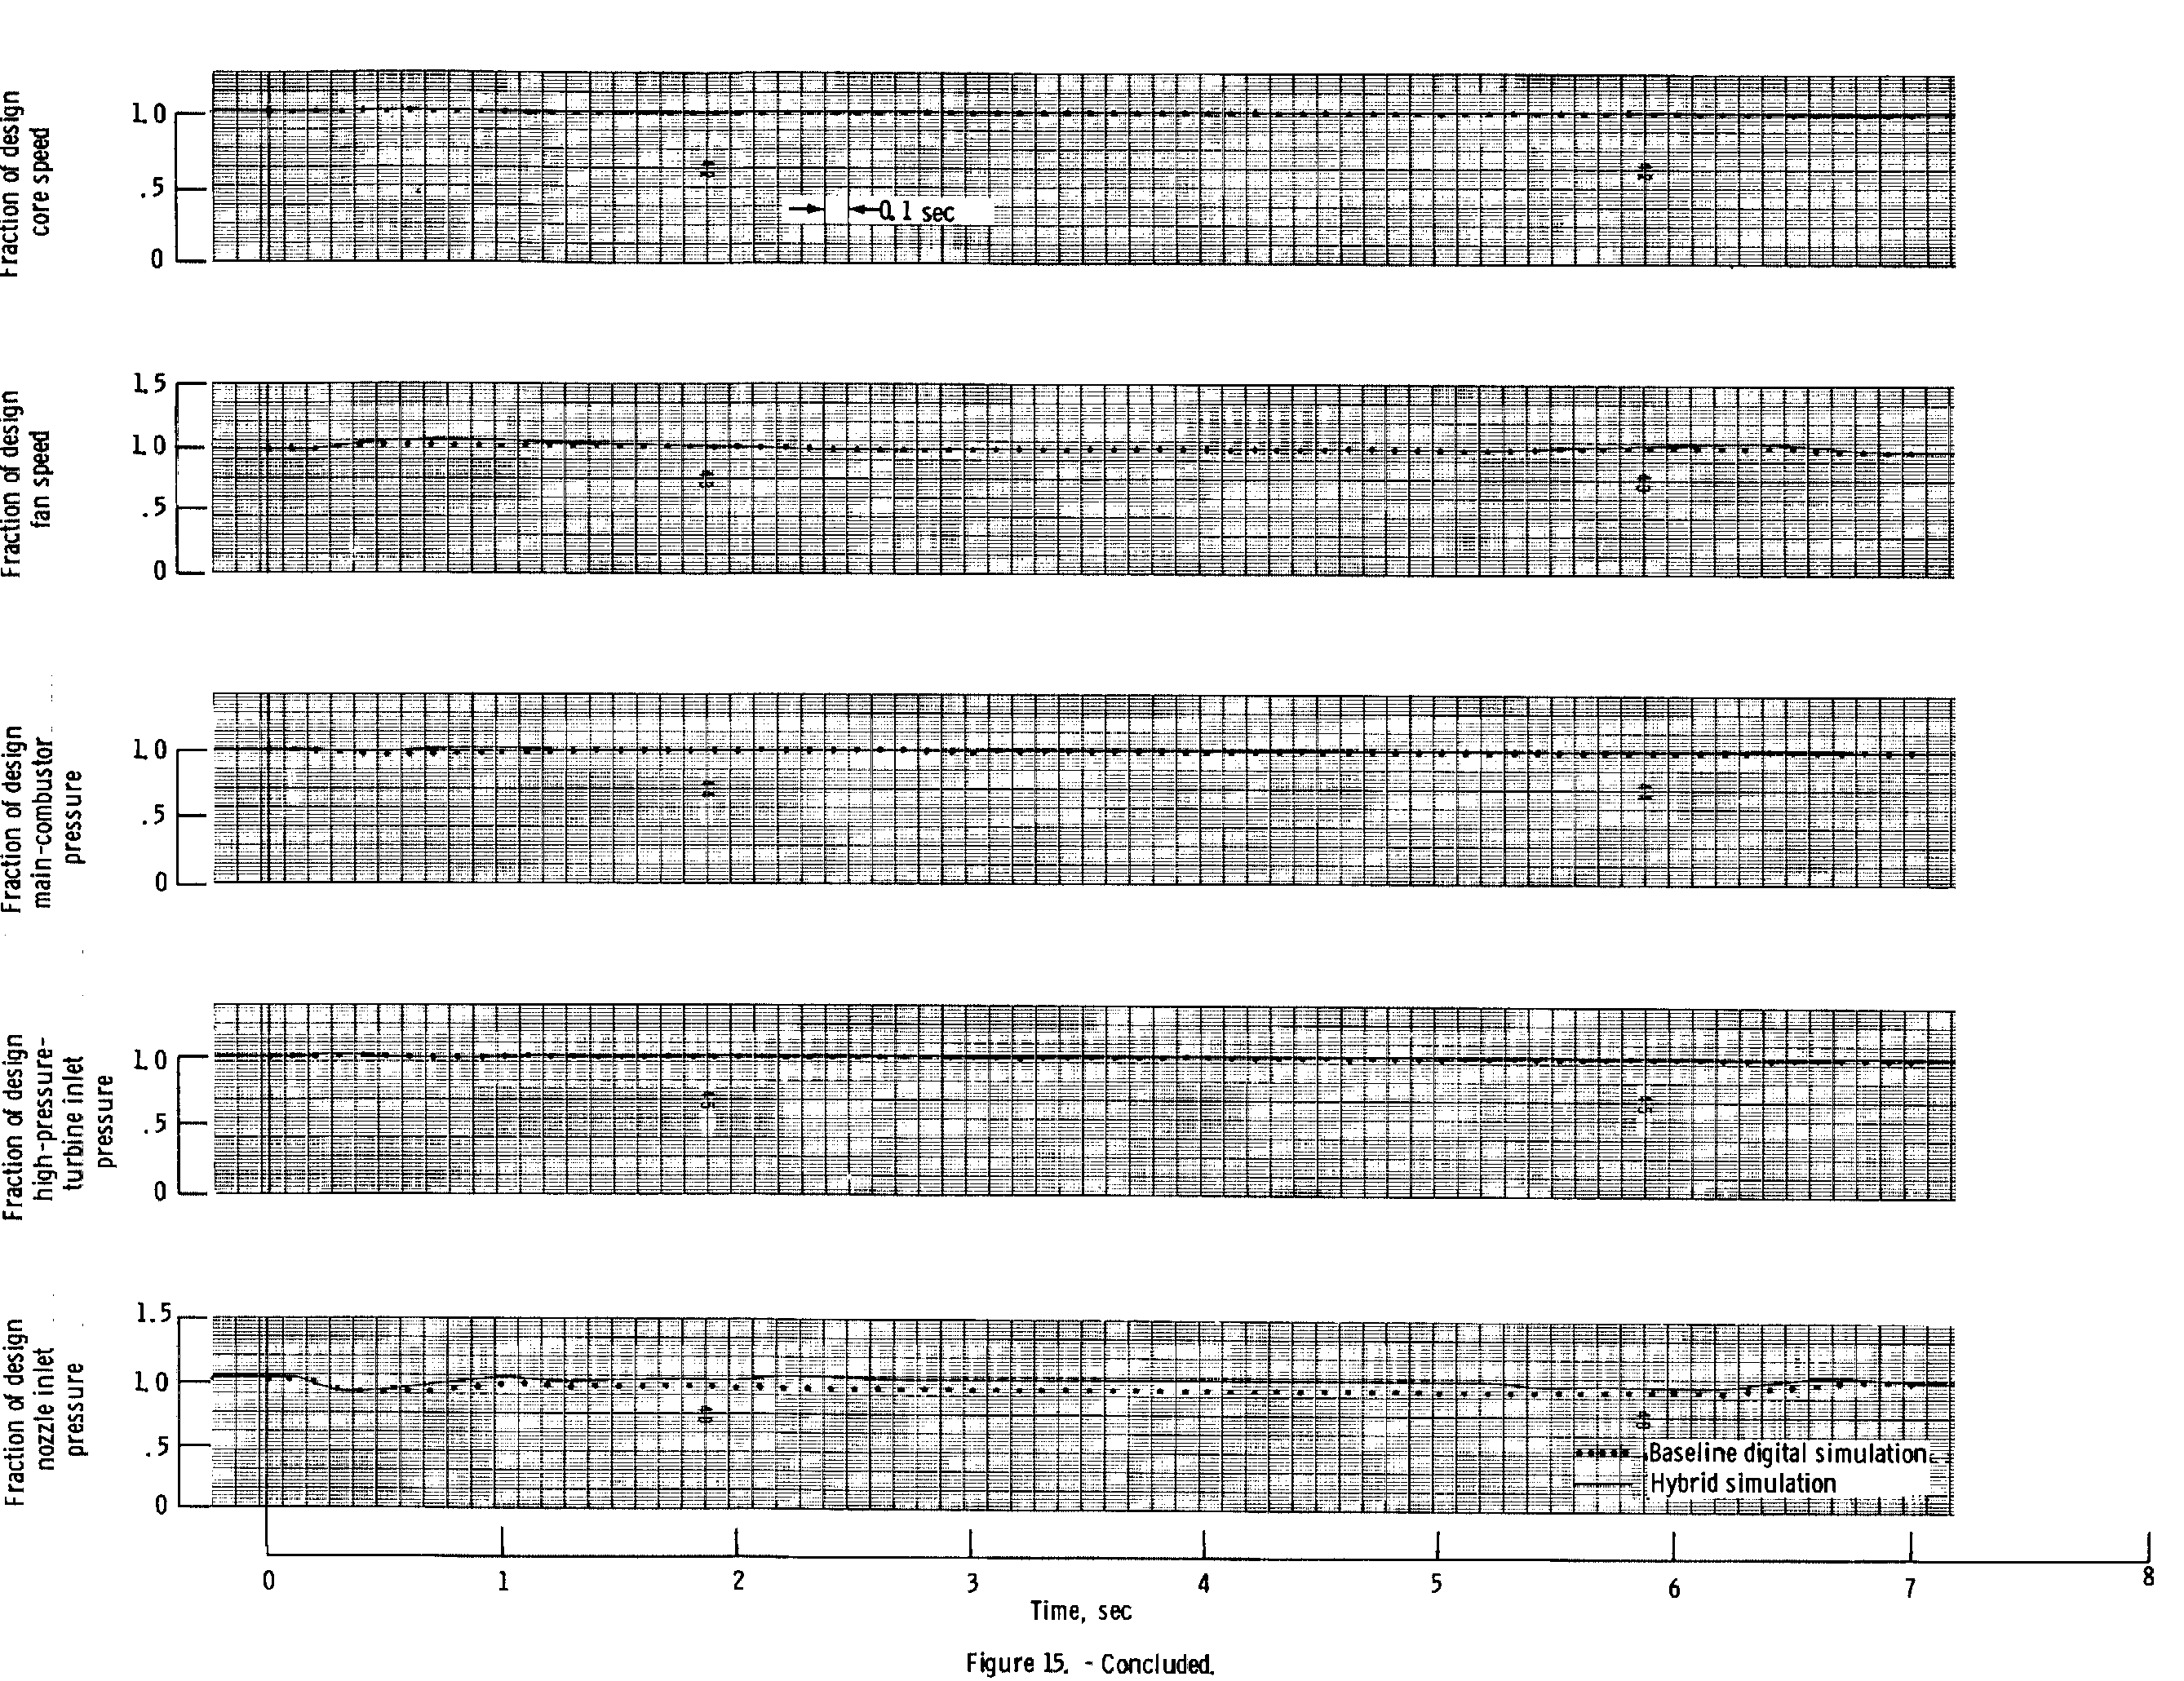 Fraction of design
core speed
1.0
.5
0
0.1 sec
Fraction of design
fan speed
1.5
1.0
.5
0
Fraction of design
main-combustor
pressure
1.0
.5
0
Fraction of design
high-pressure-
turbine inlet
pressure
1.0
.5
0
Fraction of design
nozzle inlet
pressure
1.5
1.0
.5
0
Baseline digital simulation
Hybrid simulation
0 1 2 3 4 5 6 7 8
Time, sec
Figure 15. - Concluded.